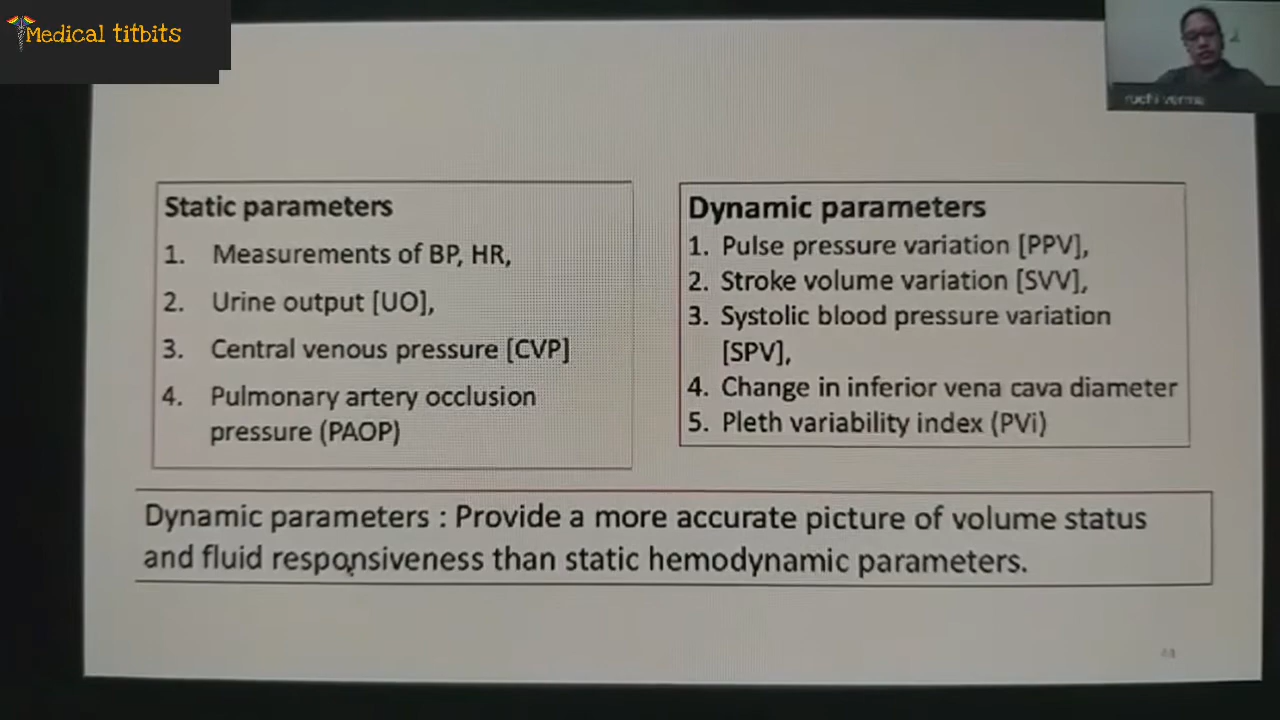 Medical titbits
ruchi verma
Static parameters
1. Measurements of BP, HR,
2. Urine output [UO],
3. Central venous pressure [CVP]
4. Pulmonary artery occlusion
pressure (PAOP)
Dynamic parameters
1. Pulse pressure variation [PPV],
2. Stroke volume variation [SVV],
3. Systolic blood pressure variation
[SPV],
4. Change in inferior vena cava diameter
5. Pleth variability index (PVi)
Dynamic parameters : Provide a more accurate picture of volume status
and fluid responsiveness than static hemodynamic parameters.